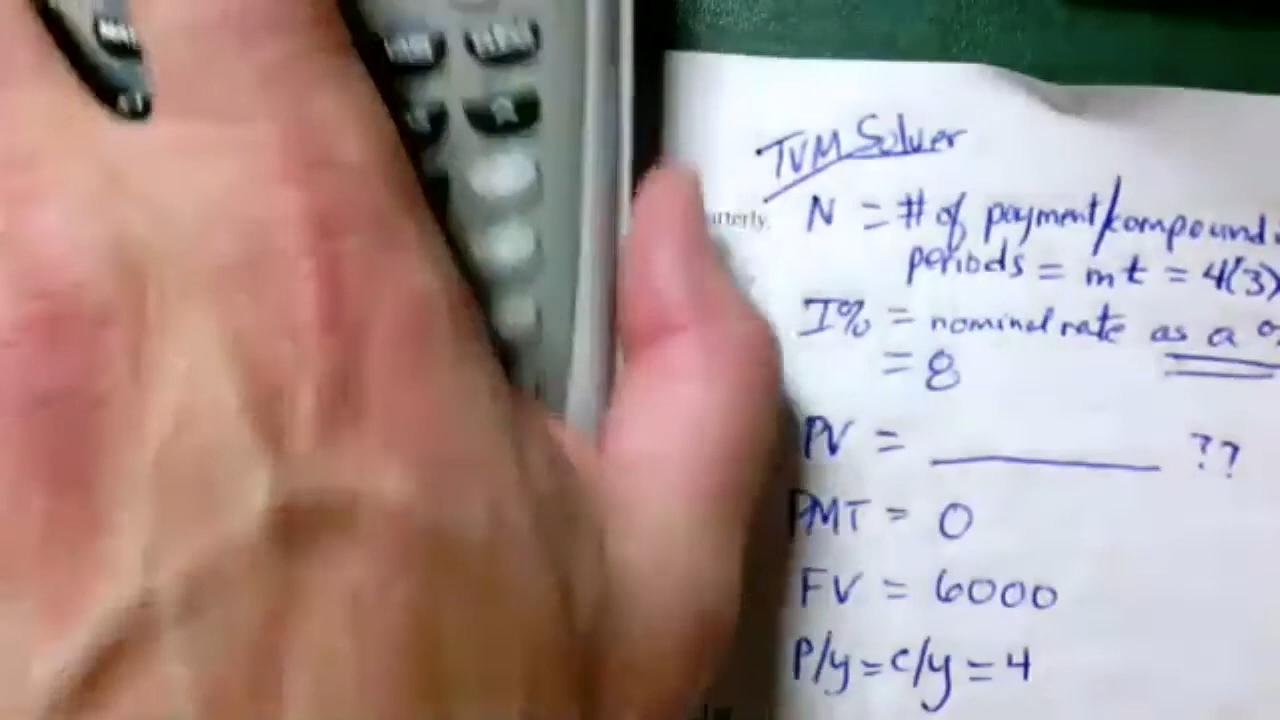 TVM Solver
N = # of payment/compound
periods = mt = 4(3)
I% = nominal rate as a %
= 8
PV = ______ ??
PMT = 0
FV = 6000
P/y = C/y = 4